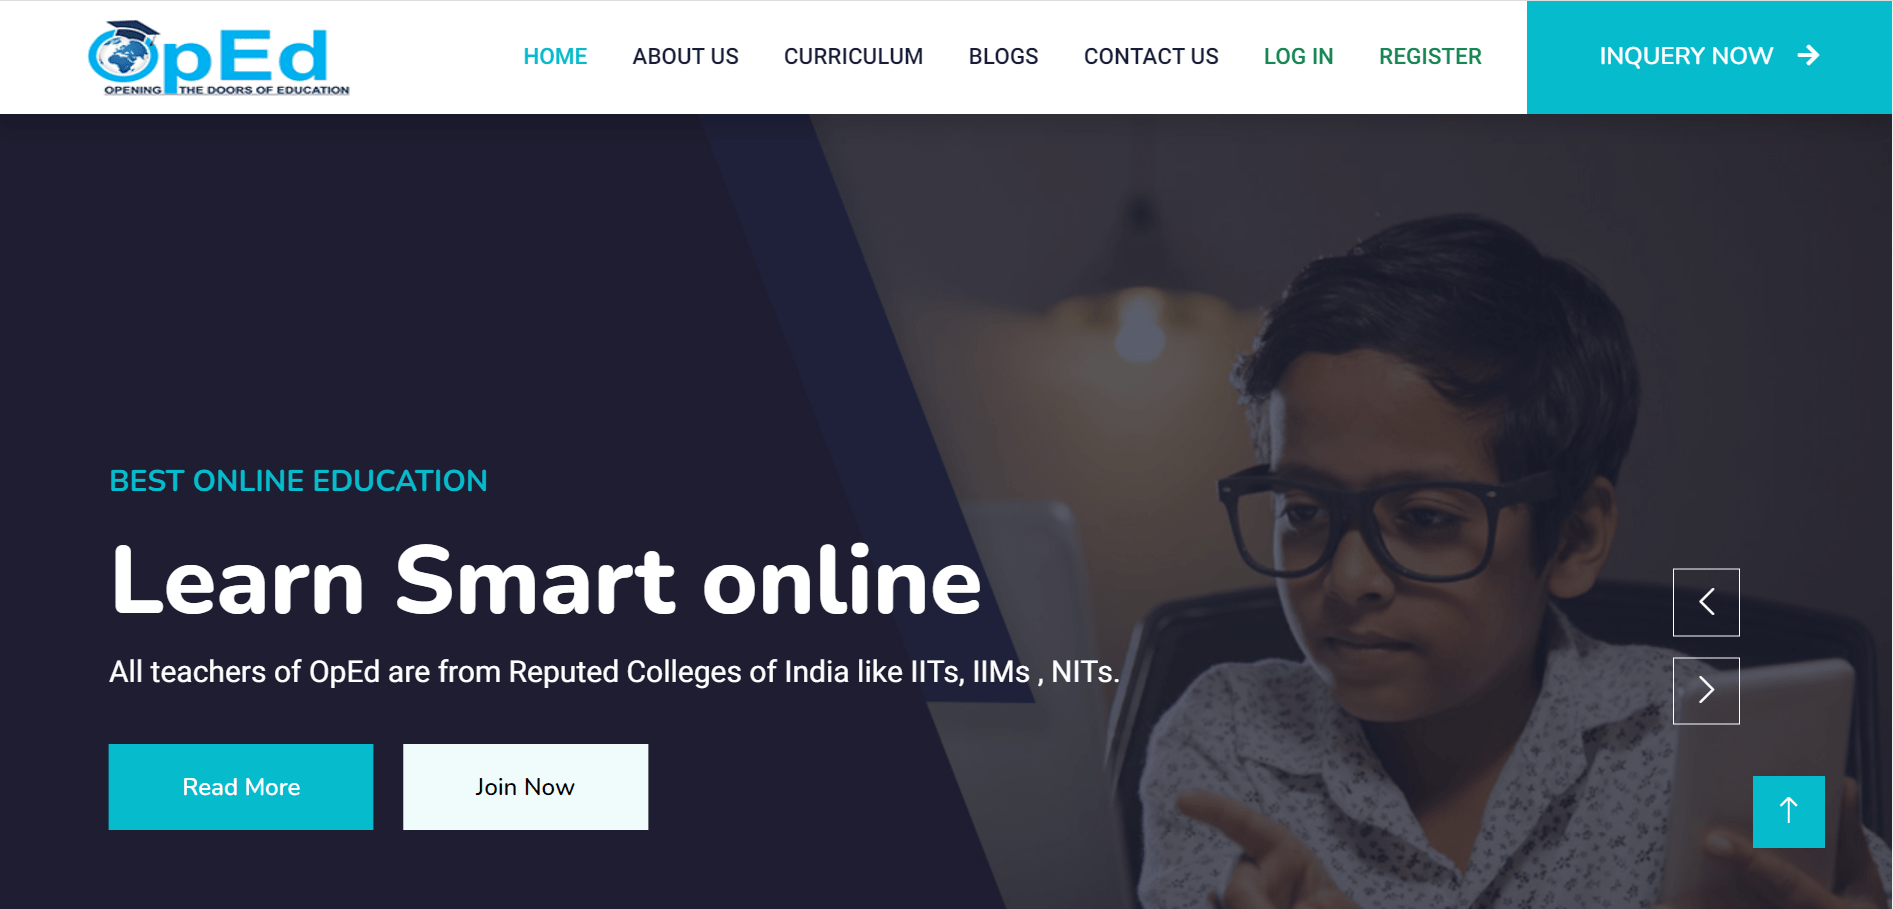 OpEd
OPENING THE DOORS OF EDUCATION
HOME ABOUT US CURRICULUM BLOGS CONTACT US LOG IN REGISTER INQUERY NOW
BEST ONLINE EDUCATION
Learn Smart online
All teachers of OpEd are from Reputed Colleges of India like IITs, IIMs , NITs.
Read More Join Now